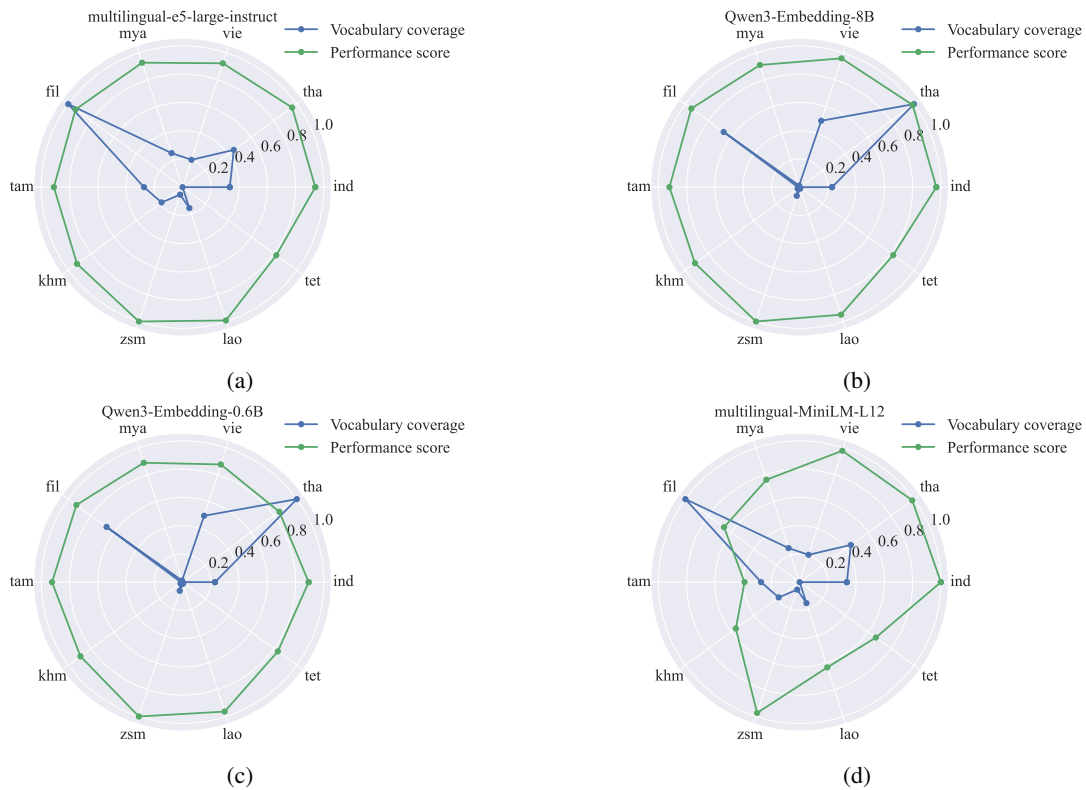 multilingual-e5-large-instruct
Vocabulary coverage
Performance score
mya
vie
fil
tha
1.0
0.8
0.6
0.4
0.2
tam
ind
khm
tet
zsm
lao
(a)
Qwen3-Embedding-8B
Vocabulary coverage
Performance score
mya
vie
fil
tha
1.0
0.8
0.6
0.4
0.2
tam
ind
khm
tet
zsm
lao
(b)
Qwen3-Embedding-0.6B
Vocabulary coverage
Performance score
mya
vie
fil
tha
1.0
0.8
0.6
0.4
0.2
tam
ind
khm
tet
zsm
lao
(c)
multilingual-MiniLM-L12
Vocabulary coverage
Performance score
mya
vie
fil
tha
1.0
0.8
0.6
0.4
0.2
tam
ind
khm
tet
zsm
lao
(d)